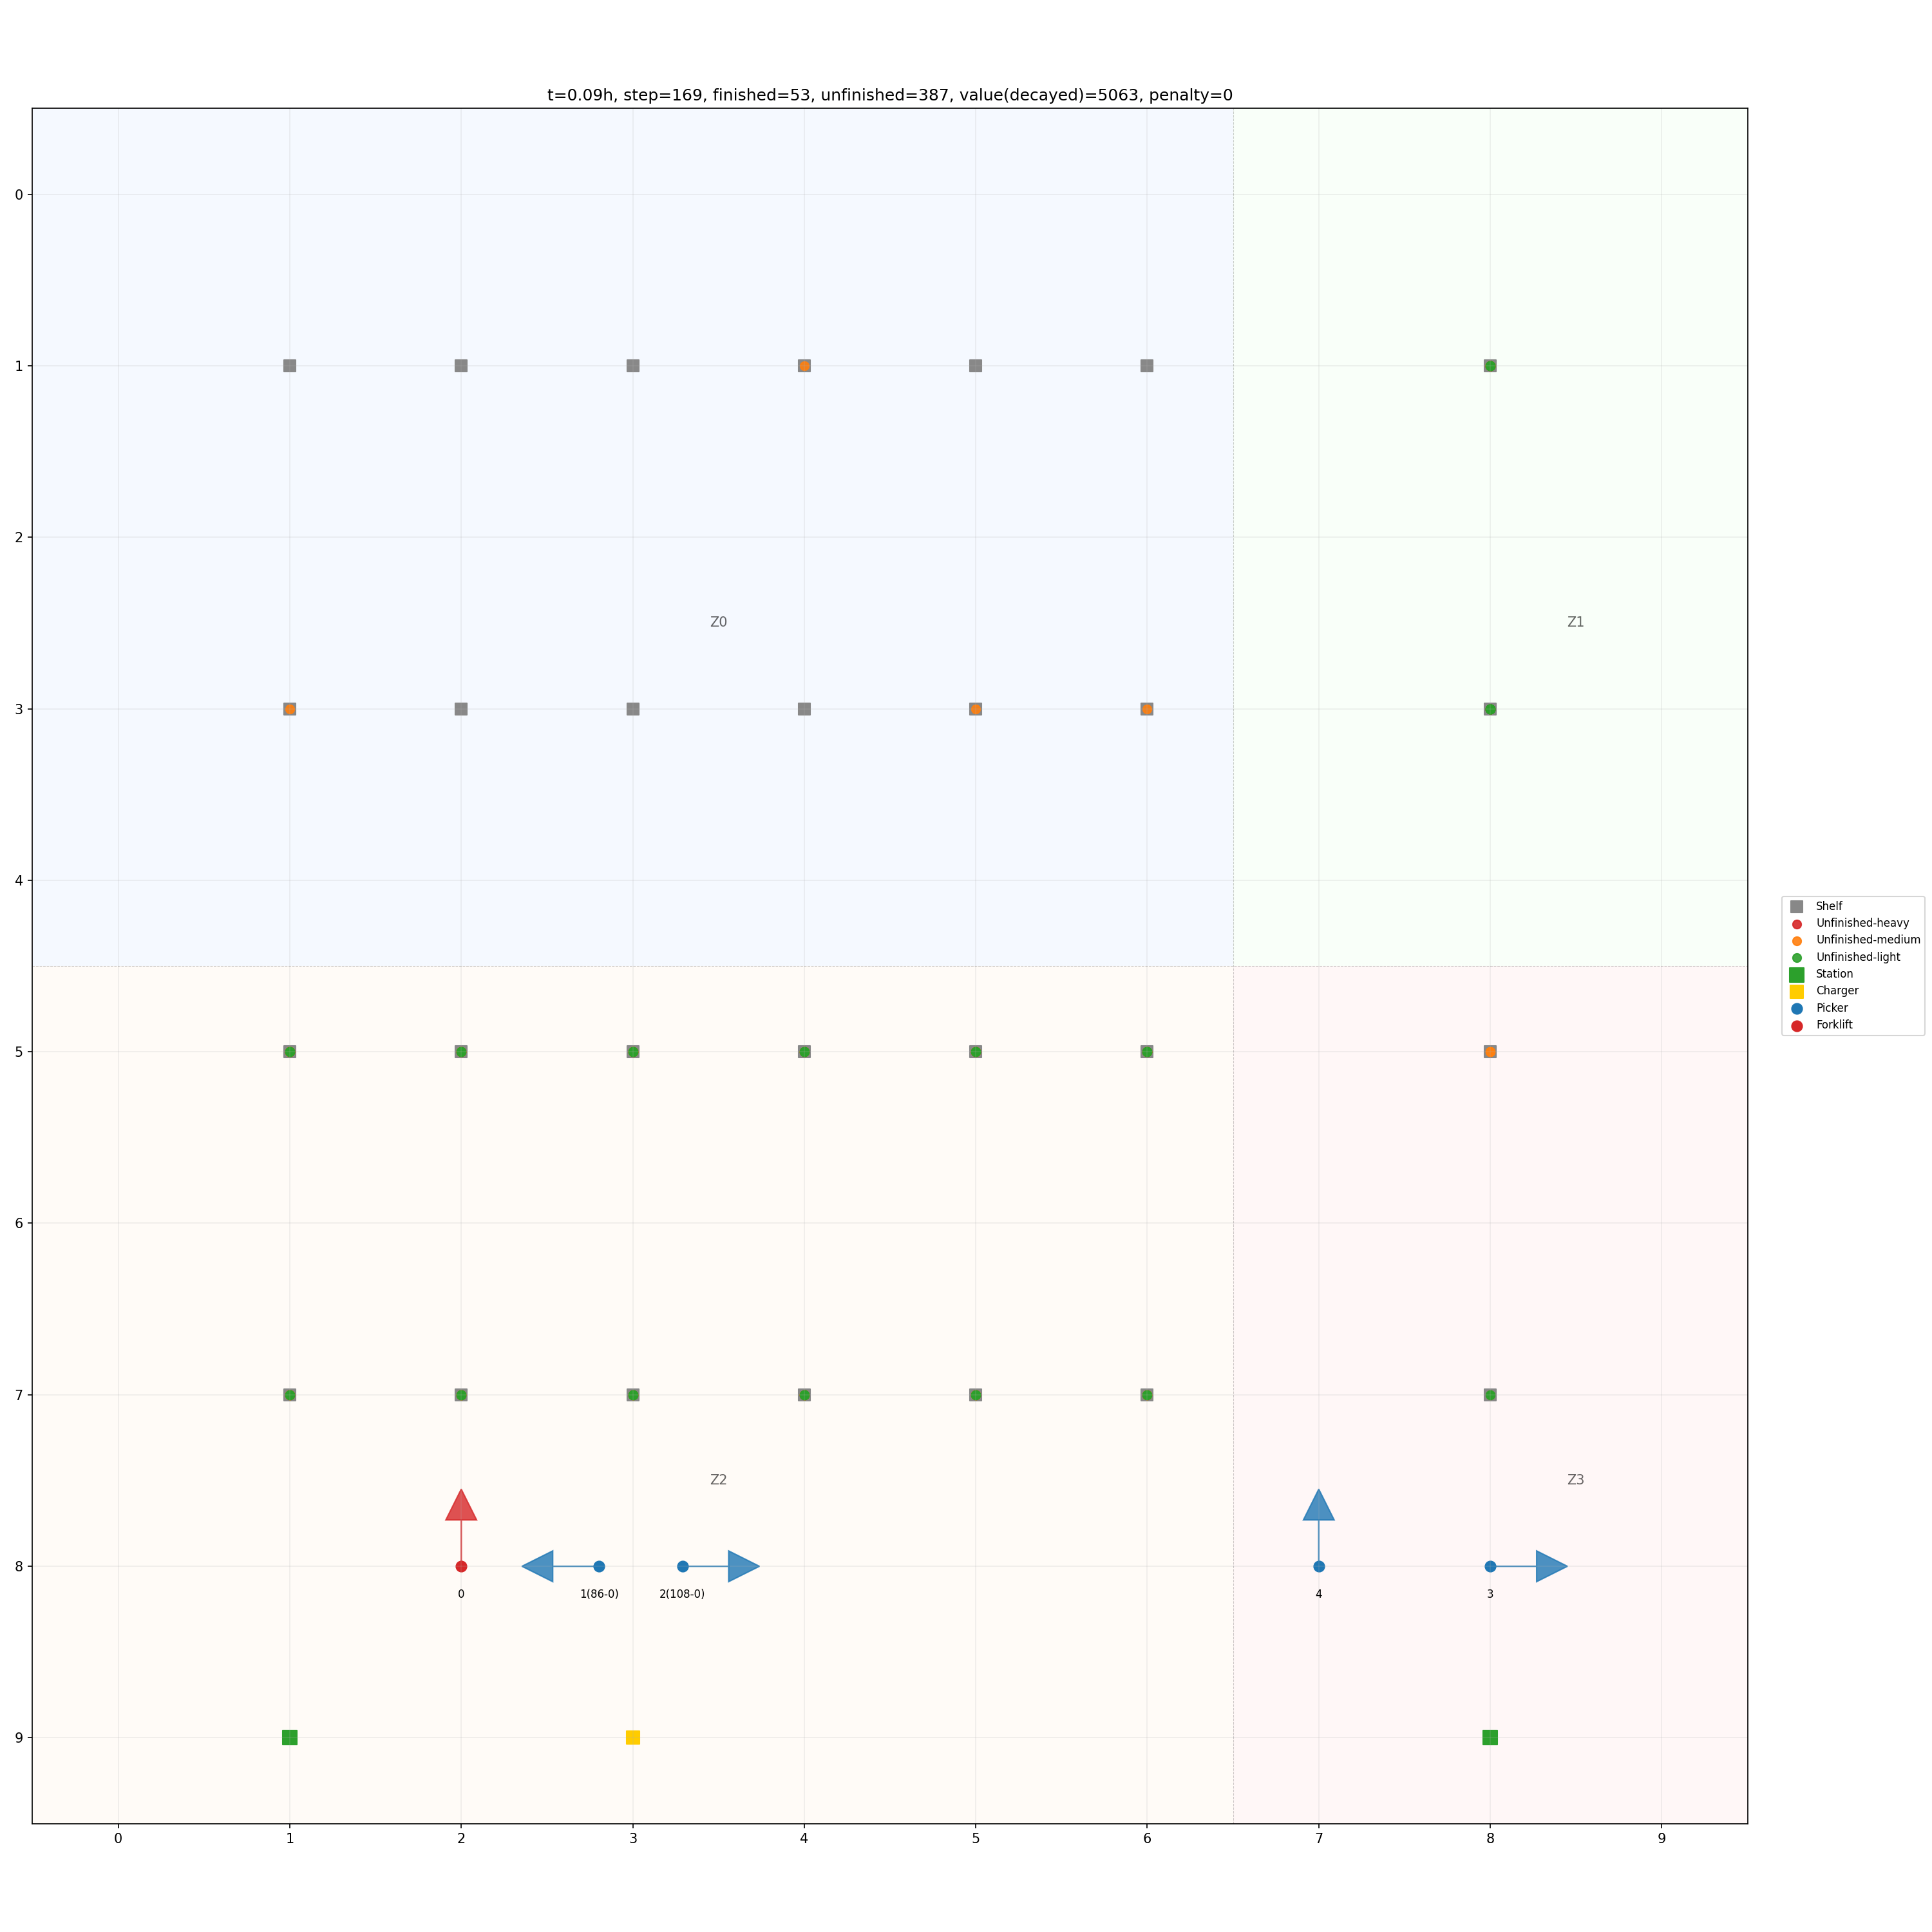 t=0.09h, step=169, finished=53, unfinished=387, value(decayed)=5063, penalty=0
0
1
2
Z0
Z1
3
4
Shelf
Unfinished-heavy
Unfinished-medium
Unfinished-light
Station
Charger
Picker
Forklift
5
6
7
Z2
Z3
8
0
1(86-0)
2(108-0)
4
3
9
0 1 2 3 4 5 6 7 8 9